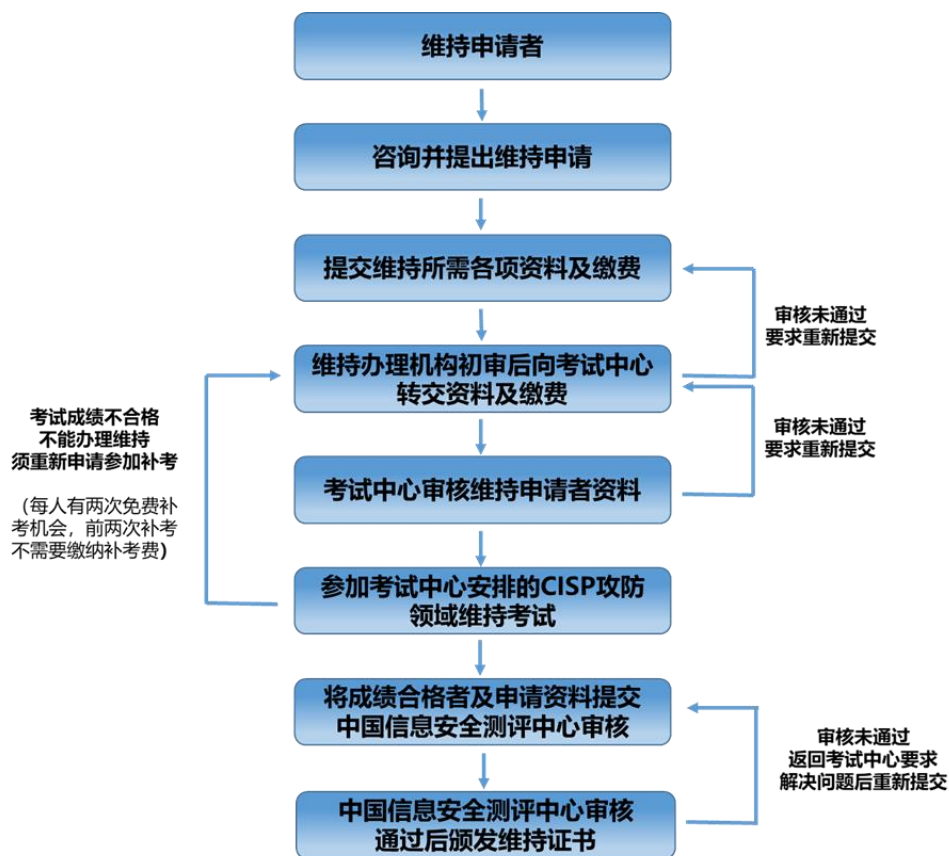 维持申请者
咨询并提出维持申请
提交维持所需各项资料及缴费
审核未通过
要求重新提交
维持办理机构初审后向考试中心
转交资料及缴费
考试成绩不合格
不能办理维持
须重新申请参加补考
（每人有两次免费补
考机会，前两次补考
不需要缴纳补考费）
审核未通过
要求重新提交
考试中心审核维持申请者资料
参加考试中心安排的CISP攻防
领域维持考试
将成绩合格者及申请资料提交
中国信息安全测评中心审核
审核未通过
返回考试中心要求
解决问题后重新提交
中国信息安全测评中心审核
通过后颁发维持证书